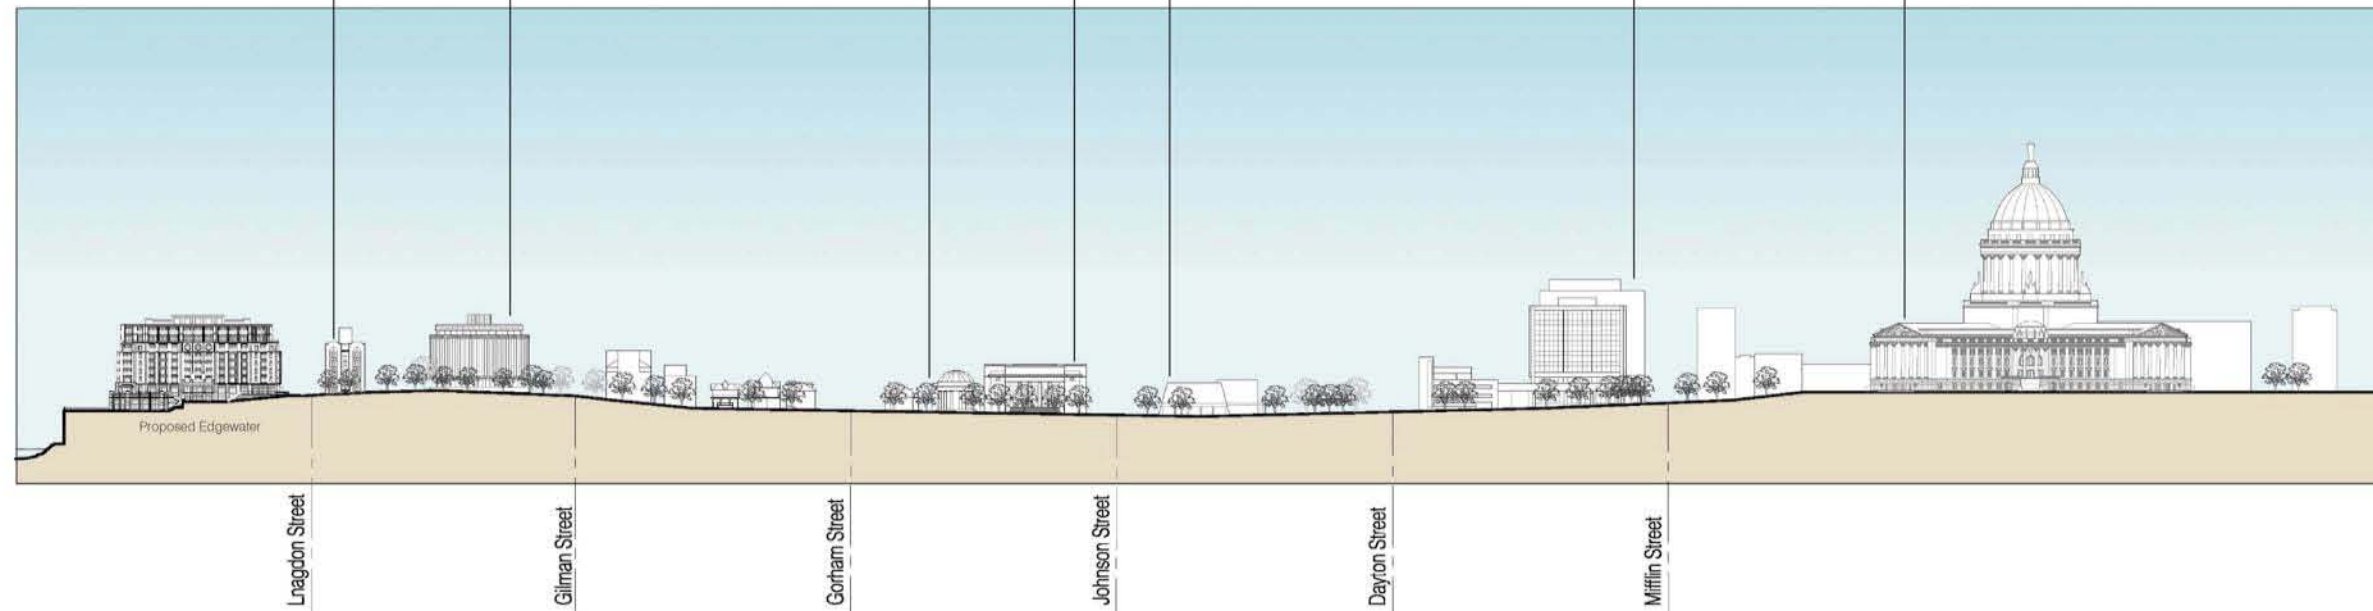 Proposed Edgewater
Lnagdon Street
Gilman Street
Gorham Street
Johnson Street
Dayton Street
Mifflin Street